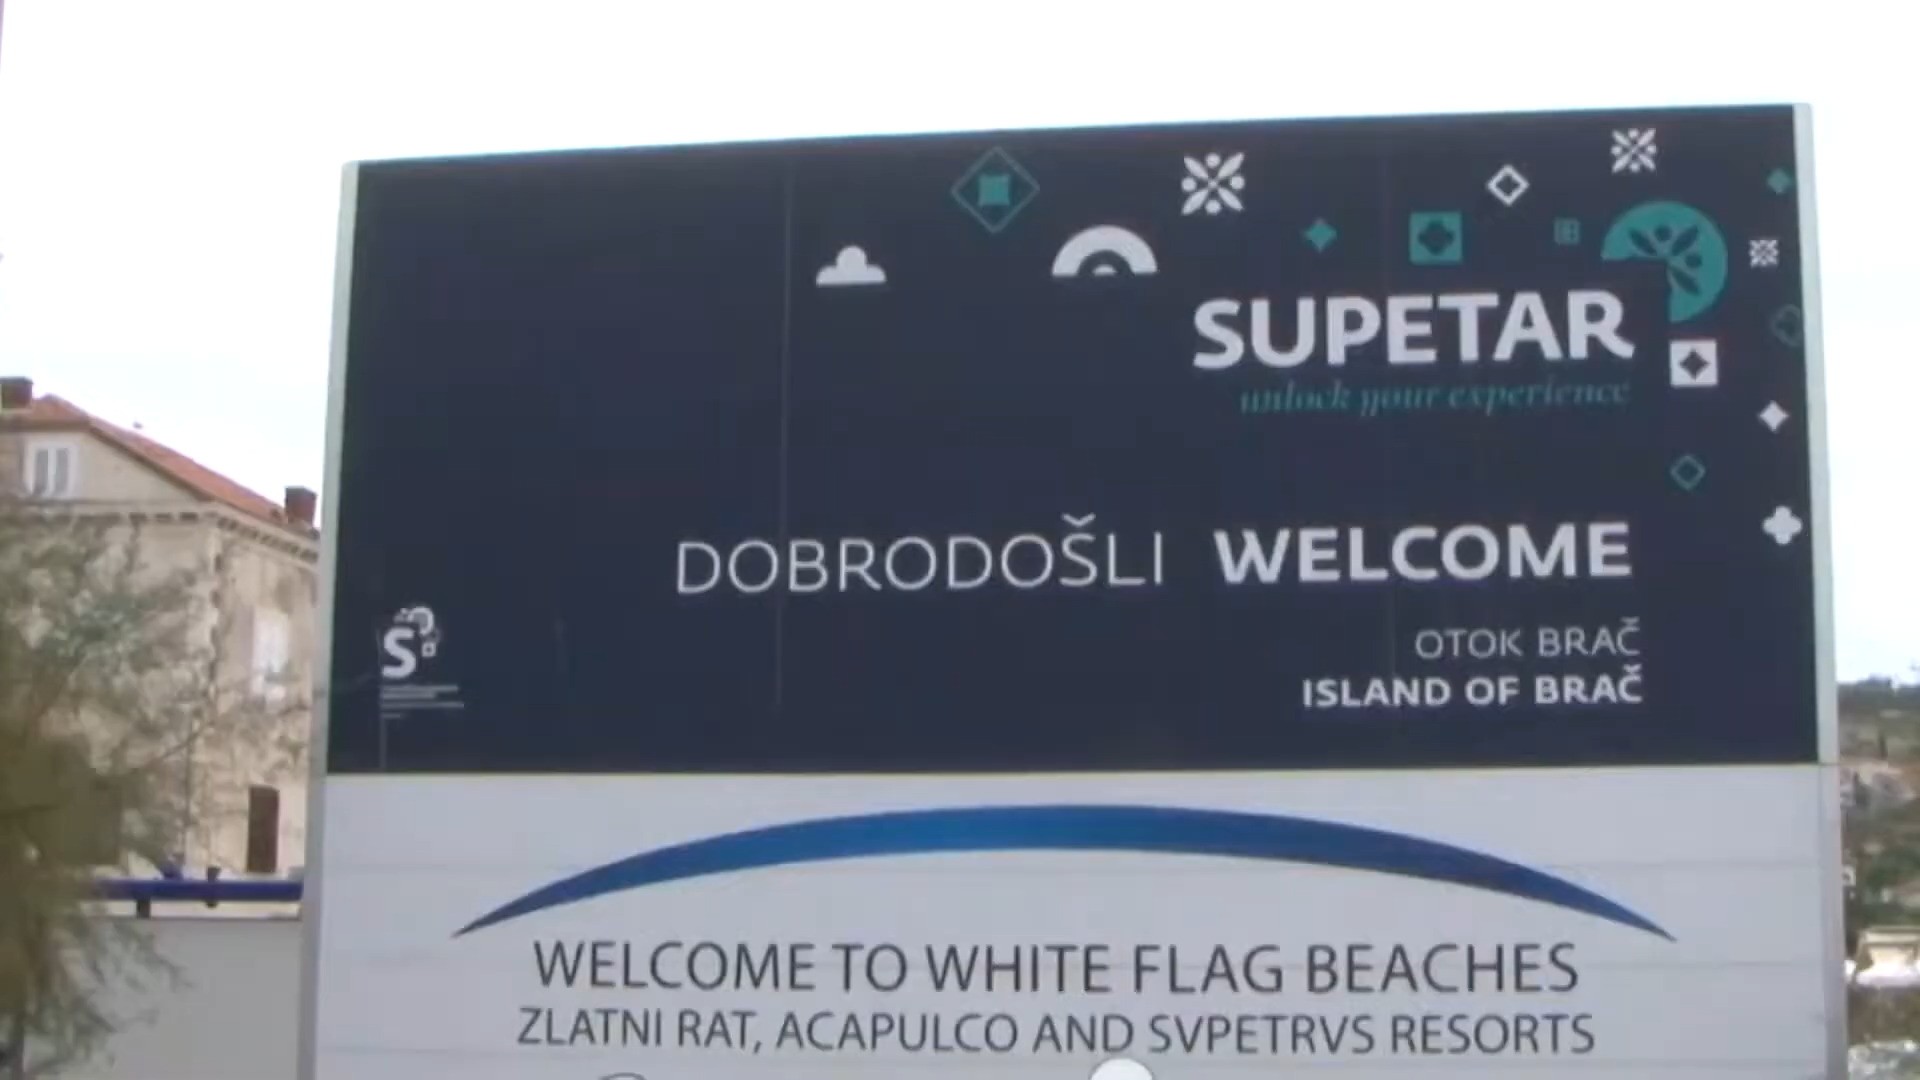 SUPETAR
unlock your experience
DOBRODOŠLI WELCOME
OTOK BRAČ
ISLAND OF BRAČ
S
WELCOME TO WHITE FLAG BEACHES
ZLATNI RAT, ACAPULCO AND SVPETRVS RESORTS